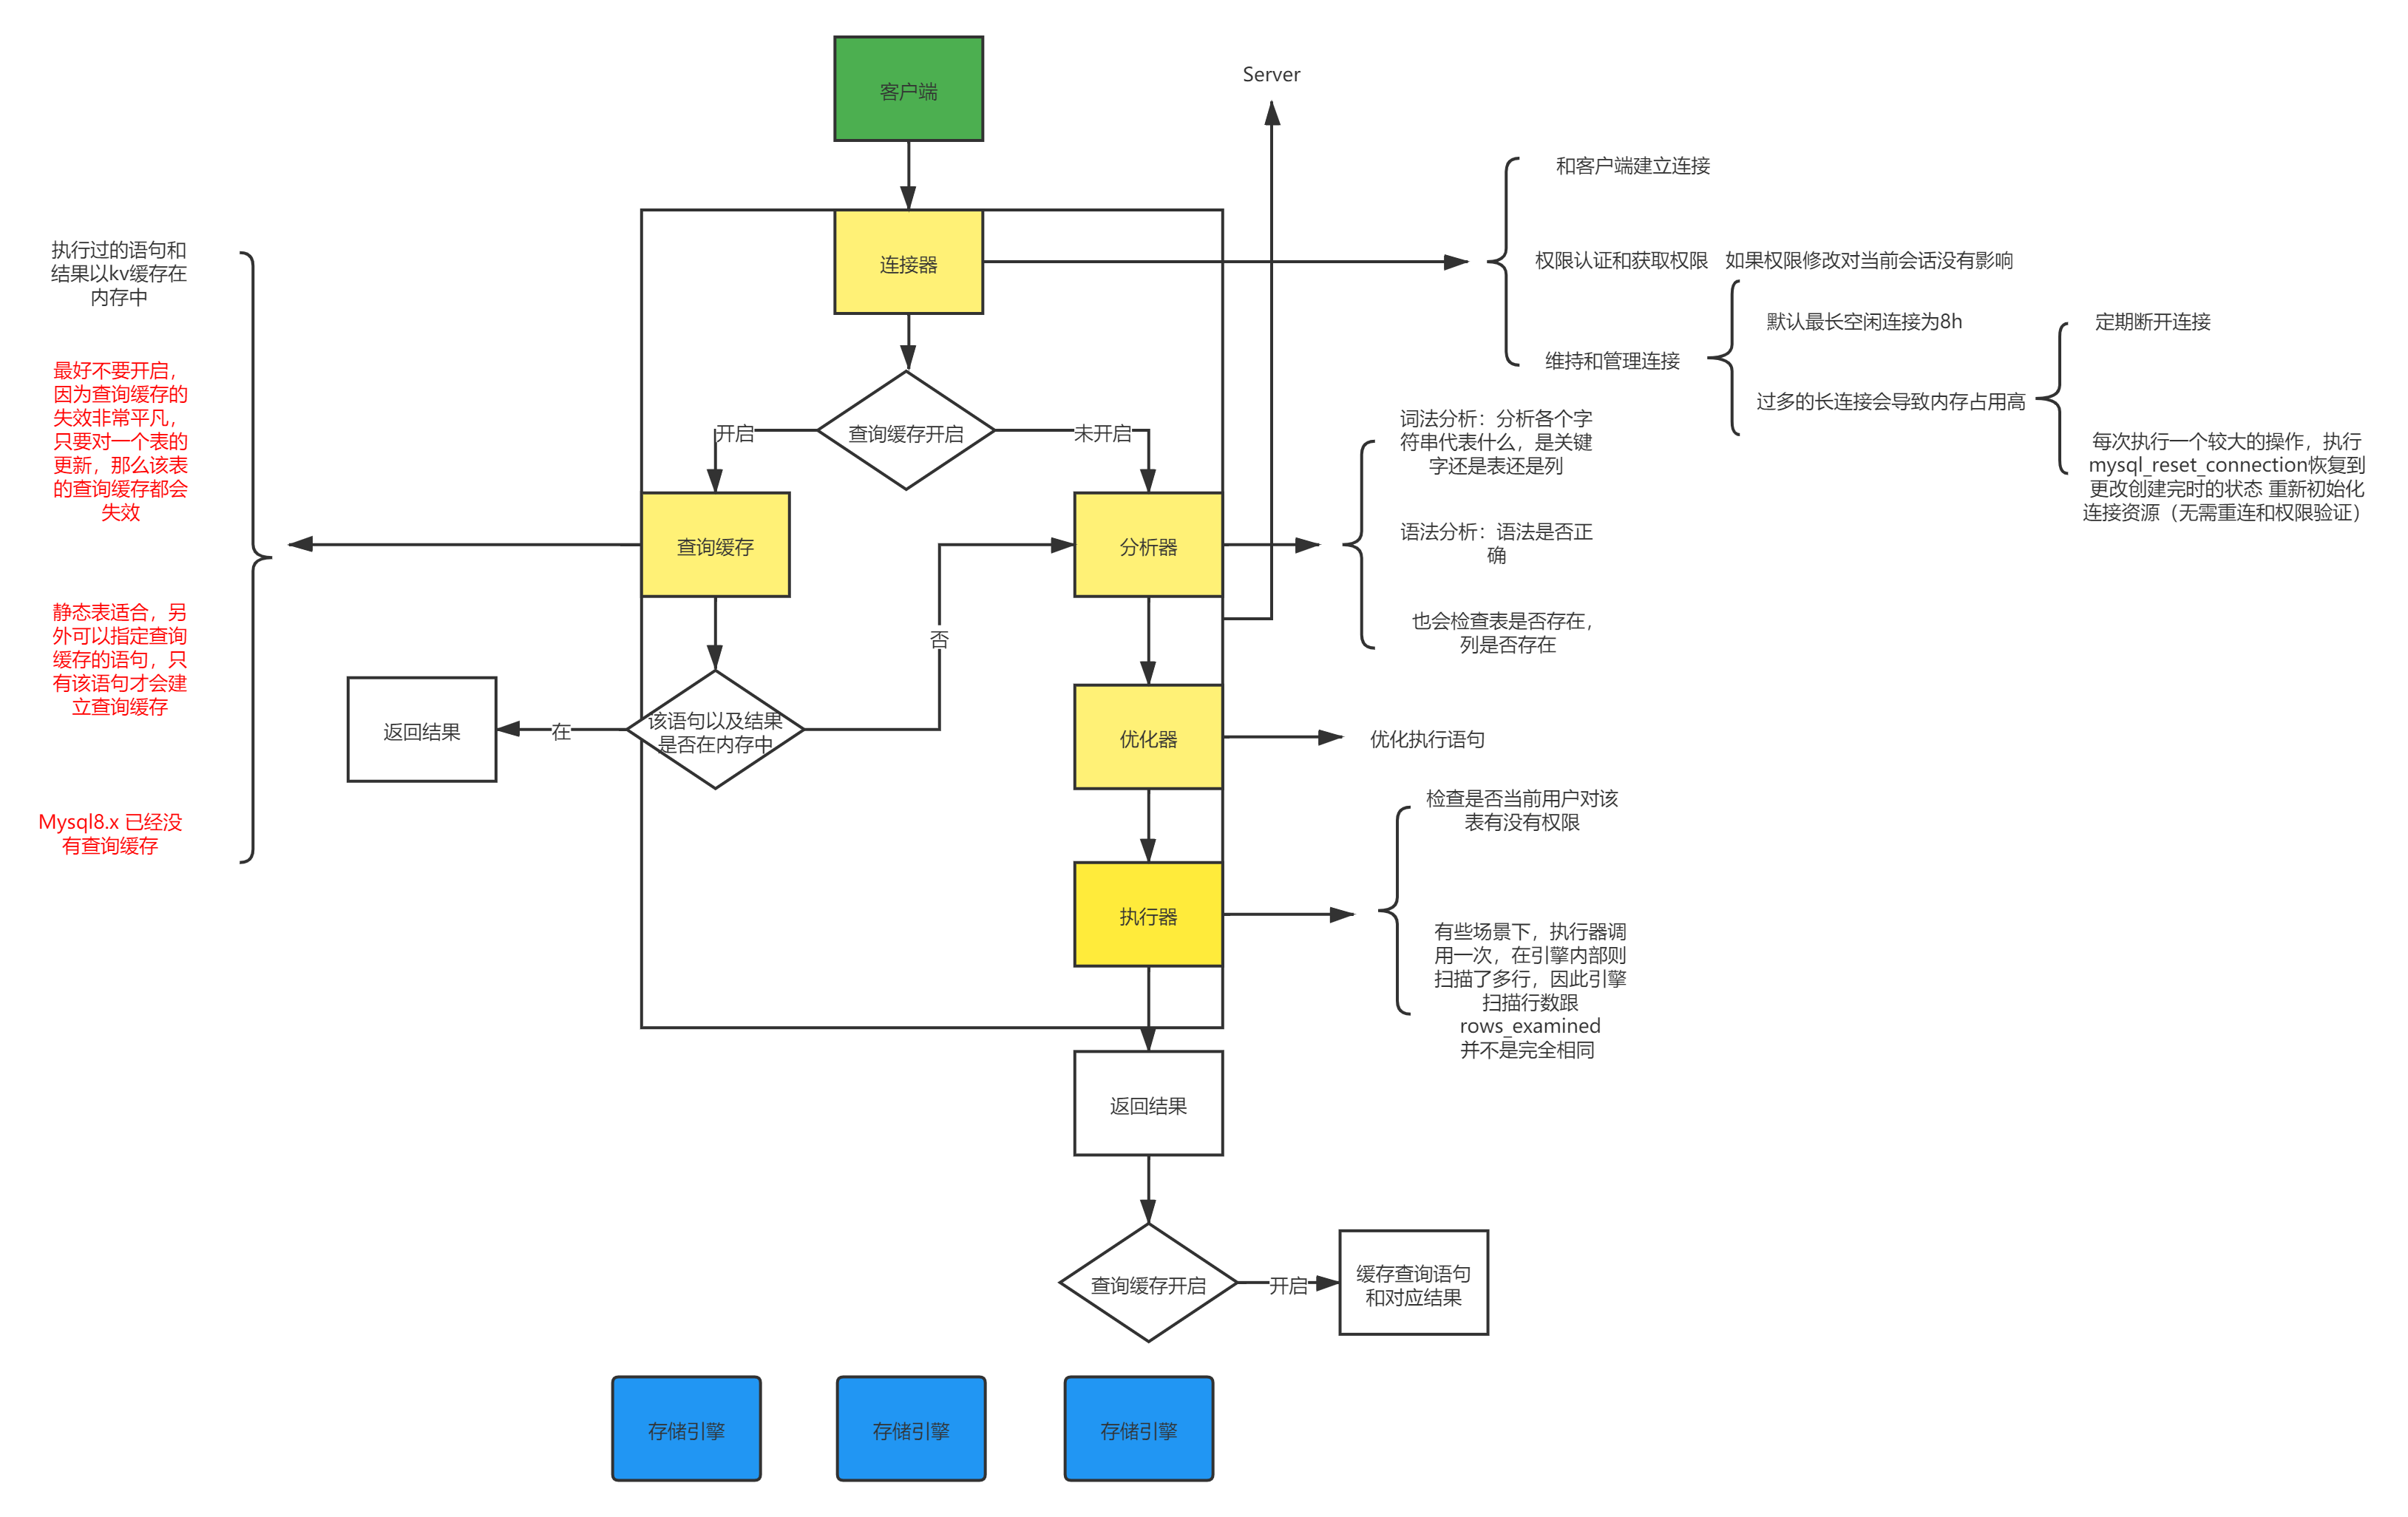 客户端
Server
连接器
和客户端建立连接
权限认证和获取权限
如果权限修改对当前会话没有影响
维持和管理连接
默认最长空闲连接为8h
过多的长连接会导致内存占用高
定期断开连接
每次执行一个较大的操作，执行
mysql_reset_connection恢复到
更改创建完时的状态 重新初始化
连接资源（无需重连和权限验证）
执行过的语句和
结果以kv缓存在
内存中
最好不要开启，
因为查询缓存的
失效非常平凡，
只要对一个表的
更新，那么该表
的查询缓存都会
失效
静态表适合，另
外可以指定查询
缓存的语句，只
有该语句才会建
立查询缓存
Mysql8.x 已经没
有查询缓存
查询缓存开启
开启
未开启
查询缓存
分析器
词法分析：分析各个字
符串代表什么，是关键
字还是表还是列
语法分析：语法是否正
确
也会检查表是否存在，
列是否存在
否
该语句以及结果
是否在内存中
在
返回结果
优化器
优化执行语句
执行器
检查是否当前用户对该
表有没有权限
有些场景下，执行器调
用一次，在引擎内部则
扫描了多行，因此引擎
扫描行数跟
rows_examined
并不是完全相同
返回结果
查询缓存开启
开启
缓存查询语句
和对应结果
存储引擎
存储引擎
存储引擎